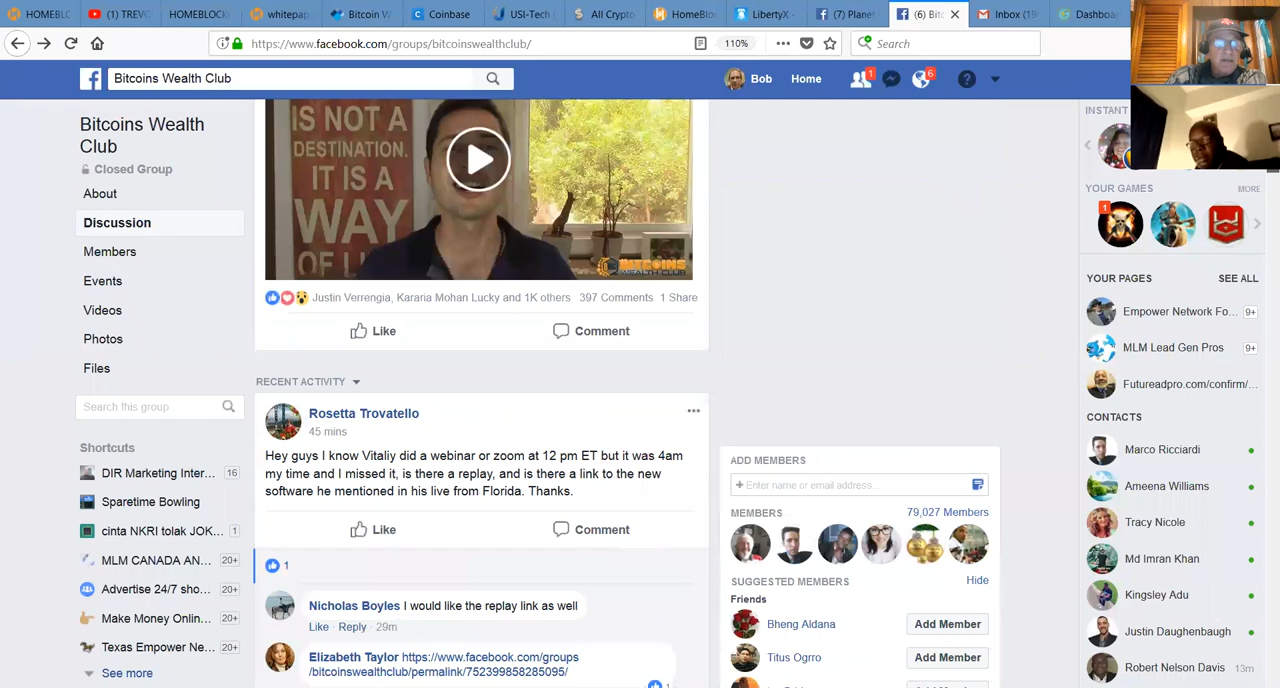 HOMEBLC
(1) TREVC
HOMEBLOCK
whitepap
Bitcoin W
Coinbase
USI-Tech
All Crypto
HomeBlo
LibertyX -
(7) Planet
(6) Bitc
Inbox (19
Dashboa
https://www.facebook.com/groups/bitcoinswealthclub/
110%
Search
Bitcoins Wealth Club
Bob
Home
1
6
Bitcoins Wealth
Club
Closed Group
About
Discussion
Members
Events
Videos
Photos
Files
Search this group
Shortcuts
DIR Marketing Inter... 16
Sparetime Bowling
cinta NKRI tolak JOK... 1
MLM CANADA AN... 20+
Advertise 24/7 sho... 20+
Make Money Onlin... 20+
Texas Empower Ne... 20+
See more
IS NOT A
DESTINATION.
IT IS A
WAY
OF LI
BITCOINS
WEALTH CLUB
Justin Verrengia, Kararia Mohan Lucky and 1K others
397 Comments 1 Share
Like
Comment
RECENT ACTIVITY
Rosetta Trovatello
45 mins
Hey guys I know Vitaliy did a webinar or zoom at 12 pm ET but it was 4am
my time and I missed it, is there a replay, and is there a link to the new
software he mentioned in his live from Florida. Thanks.
Like
Comment
1
Nicholas Boyles I would like the replay link as well
Like · Reply · 29m
Elizabeth Taylor https://www.facebook.com/groups
/bitcoinswealthclub/permalink/752399858285095/
1
ADD MEMBERS
+ Enter name or email address...
MEMBERS
79,027 Members
SUGGESTED MEMBERS
Hide
Friends
Bheng Aldana
Add Member
Titus Ogrro
Add Member
INSTANT
YOUR GAMES
MORE
1
YOUR PAGES
SEE ALL
Empower Network Fo... 9+
MLM Lead Gen Pros 9+
Futureadpro.com/confirm/...
CONTACTS
Marco Ricciardi
Ameena Williams
Tracy Nicole
Md Imran Khan
Kingsley Adu
Justin Daughenbaugh
Robert Nelson Davis 13m